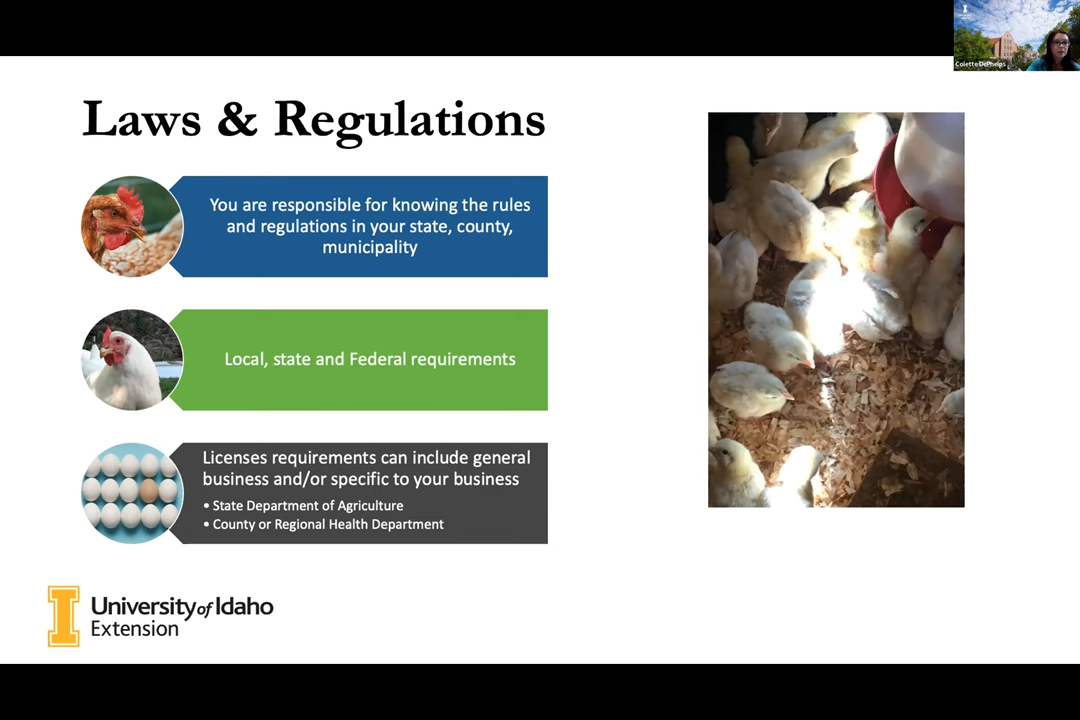 Colette DePhelps
Laws & Regulations
You are responsible for knowing the rules
and regulations in your state, county,
municipality
Local, state and Federal requirements
Licenses requirements can include general
business and/or specific to your business
• State Department of Agriculture
• County or Regional Health Department
I
University of Idaho
Extension